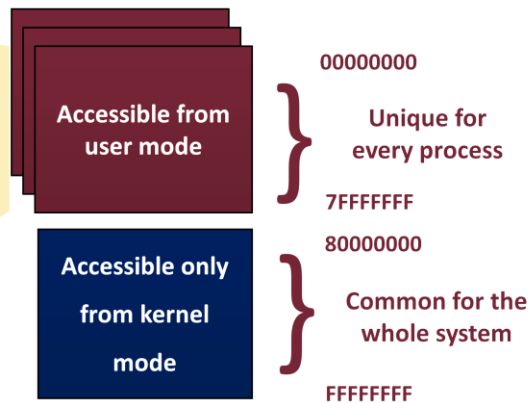 00000000
Accessible from
user mode
Unique for
every process
7FFFFFFF
80000000
Accessible only
from kernel
mode
Common for the
whole system
FFFFFFFF